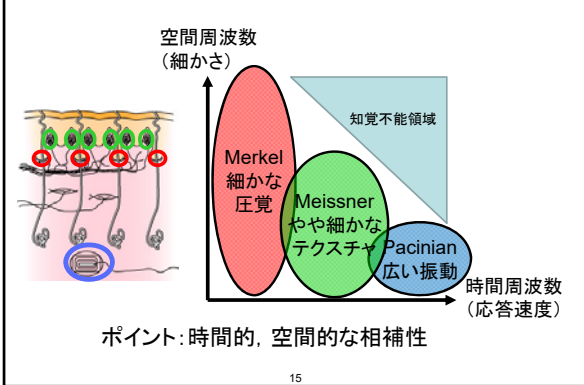 空間周波数
（細かさ）
知覚不能領域
Merkel
細かな
圧覚
Meissner
やや細かな
テクスチャ
Pacinian
広い振動
時間周波数
（応答速度）
ポイント：時間的，空間的な相補性
15